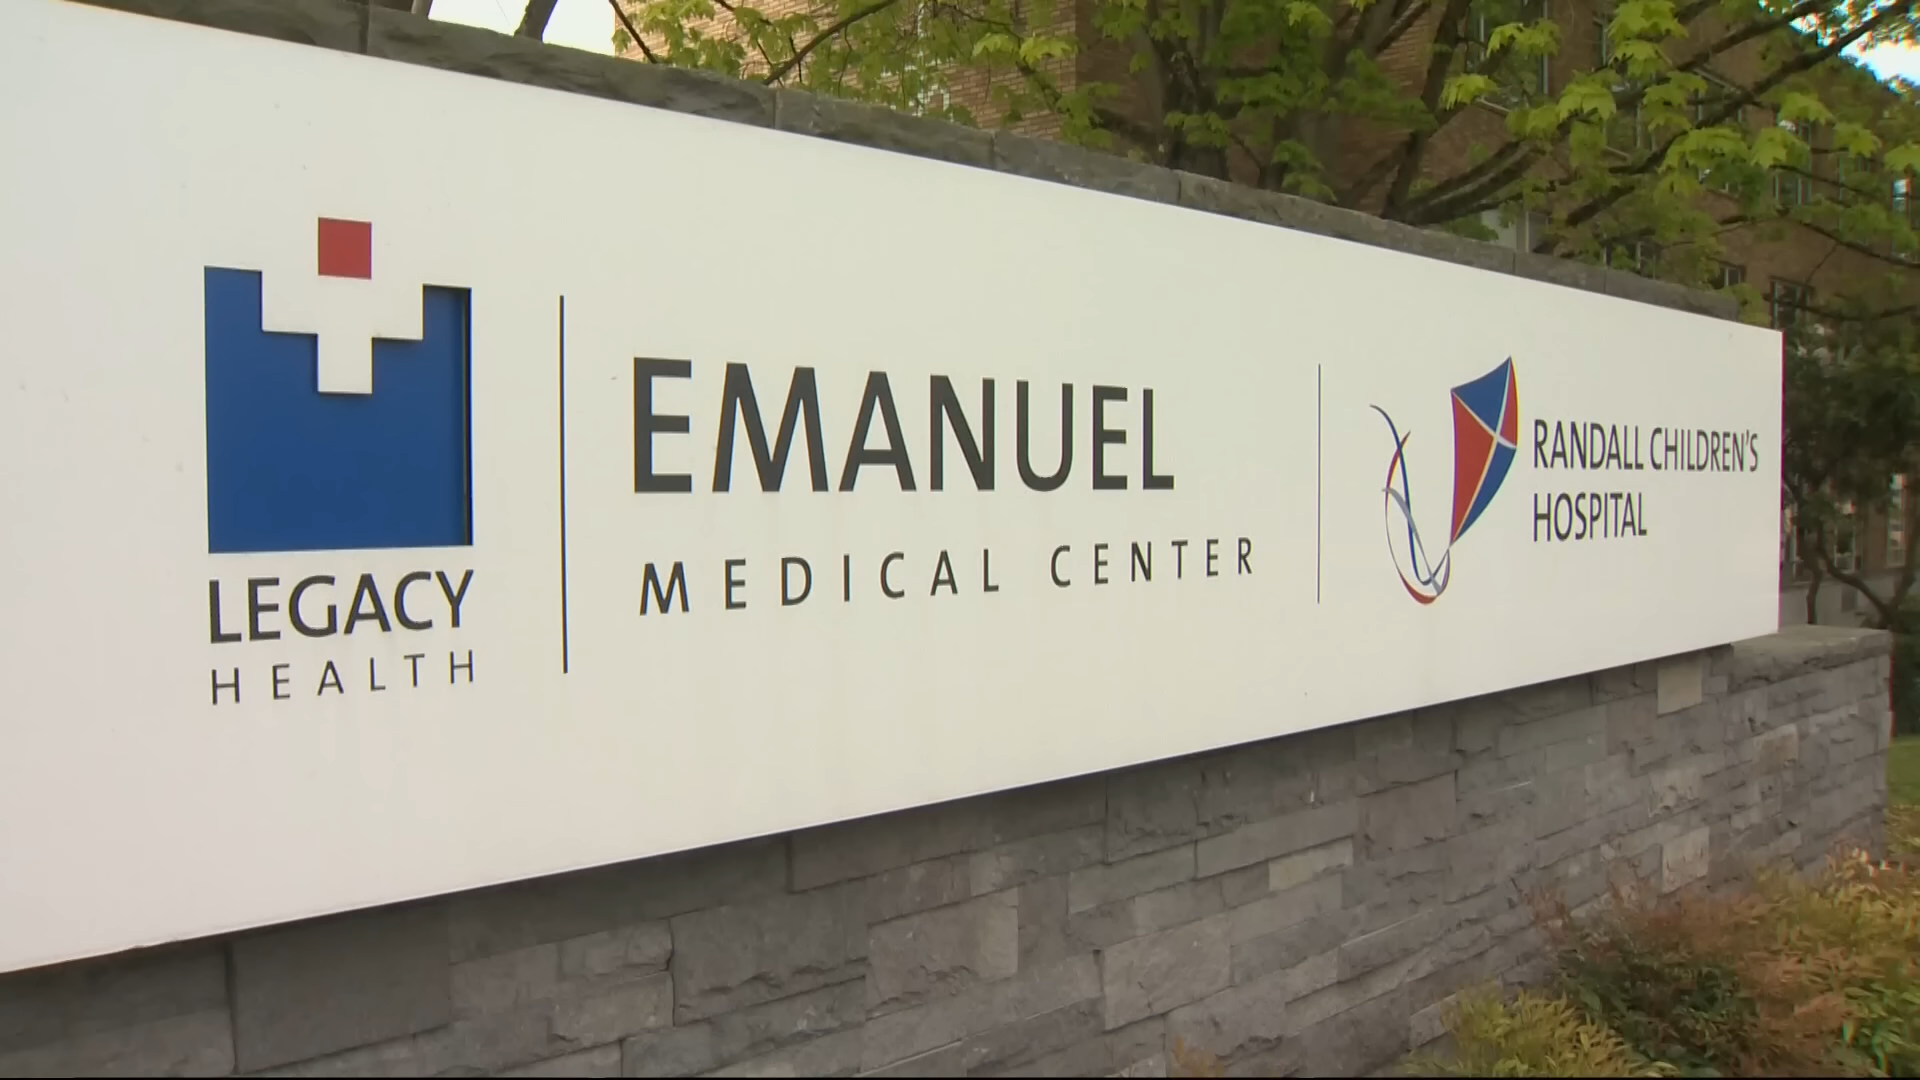 LEGACY
HEALTH
EMANUEL
MEDICAL CENTER
RANDALL CHILDREN'S
HOSPITAL